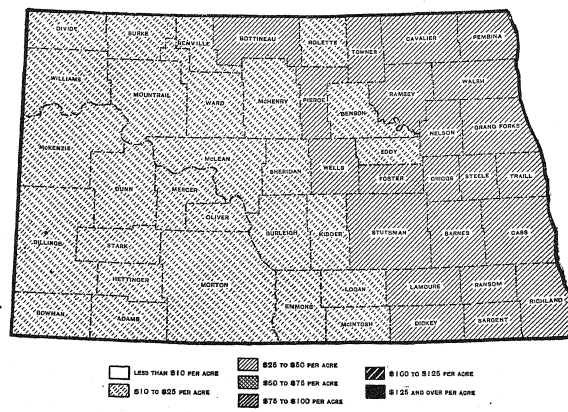 DIVIDE BURKE RENVILLE BOTTINEAU ROLETTE TOWNER CAVALIER PEMBINA
WILLIAMS MOUNTRAIL WARD McHENRY PIERCE BENSON RAMSEY WALSH
McKENZIE McLEAN SHERIDAN WELLS EDDY NELSON GRAND FORKS
DUNN MERCER OLIVER FOSTER GRIGGS STEELE TRAILL
BILLINGS STARK BURLEIGH KIDDER STUTSMAN BARNES CASS
HETTINGER MORTON EMMONS LOGAN LAMOURE RANSOM RICHLAND
BOWMAN ADAMS McINTOSH DICKEY SARGENT
LESS THAN $10 PER ACRE
$10 TO $25 PER ACRE
$25 TO $50 PER ACRE
$50 TO $75 PER ACRE
$75 TO $100 PER ACRE
$100 TO $125 PER ACRE
$125 AND OVER PER ACRE